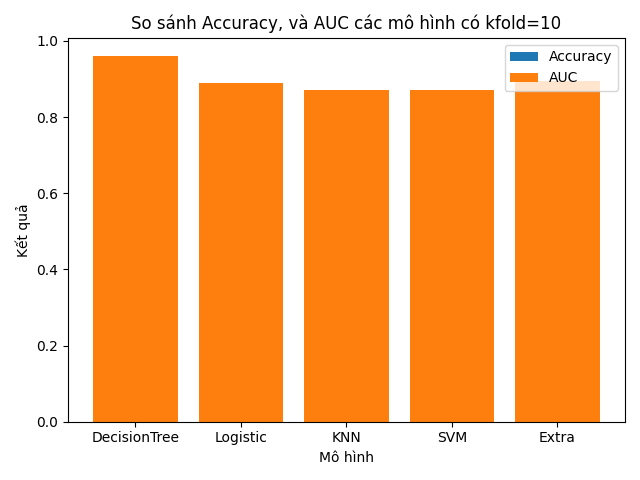 So sánh Accuracy, và AUC các mô hình có kfold=10
Accuracy
AUC
Kết quả
1.0
0.8
0.6
0.4
0.2
0.0
DecisionTree
Logistic
KNN
SVM
Extra
Mô hình